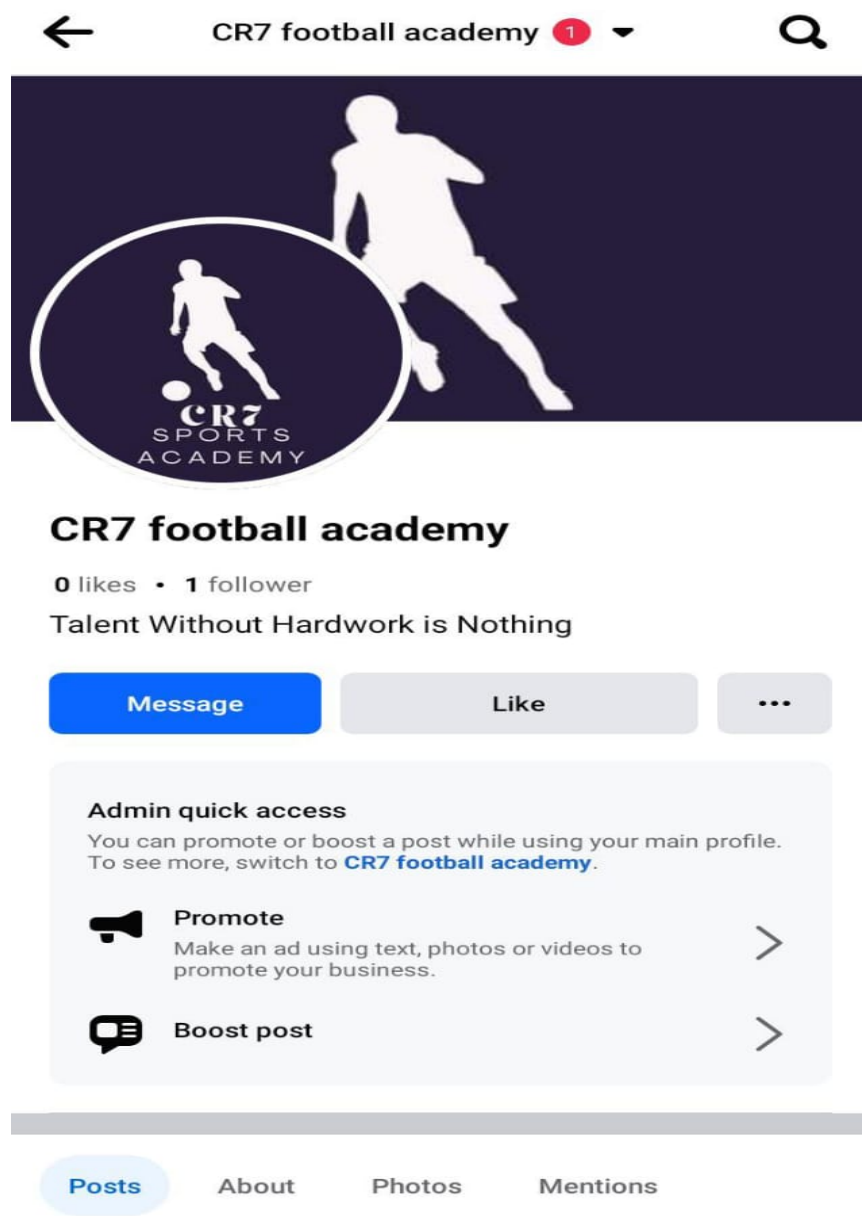 CR7 football academy 1
CR7
SPORTS
ACADEMY
CR7 football academy
0 likes • 1 follower
Talent Without Hardwork is Nothing
Message Like ...
Admin quick access
You can promote or boost a post while using your main profile.
To see more, switch to CR7 football academy.
Promote
Make an ad using text, photos or videos to
promote your business.
Boost post
Posts About Photos Mentions